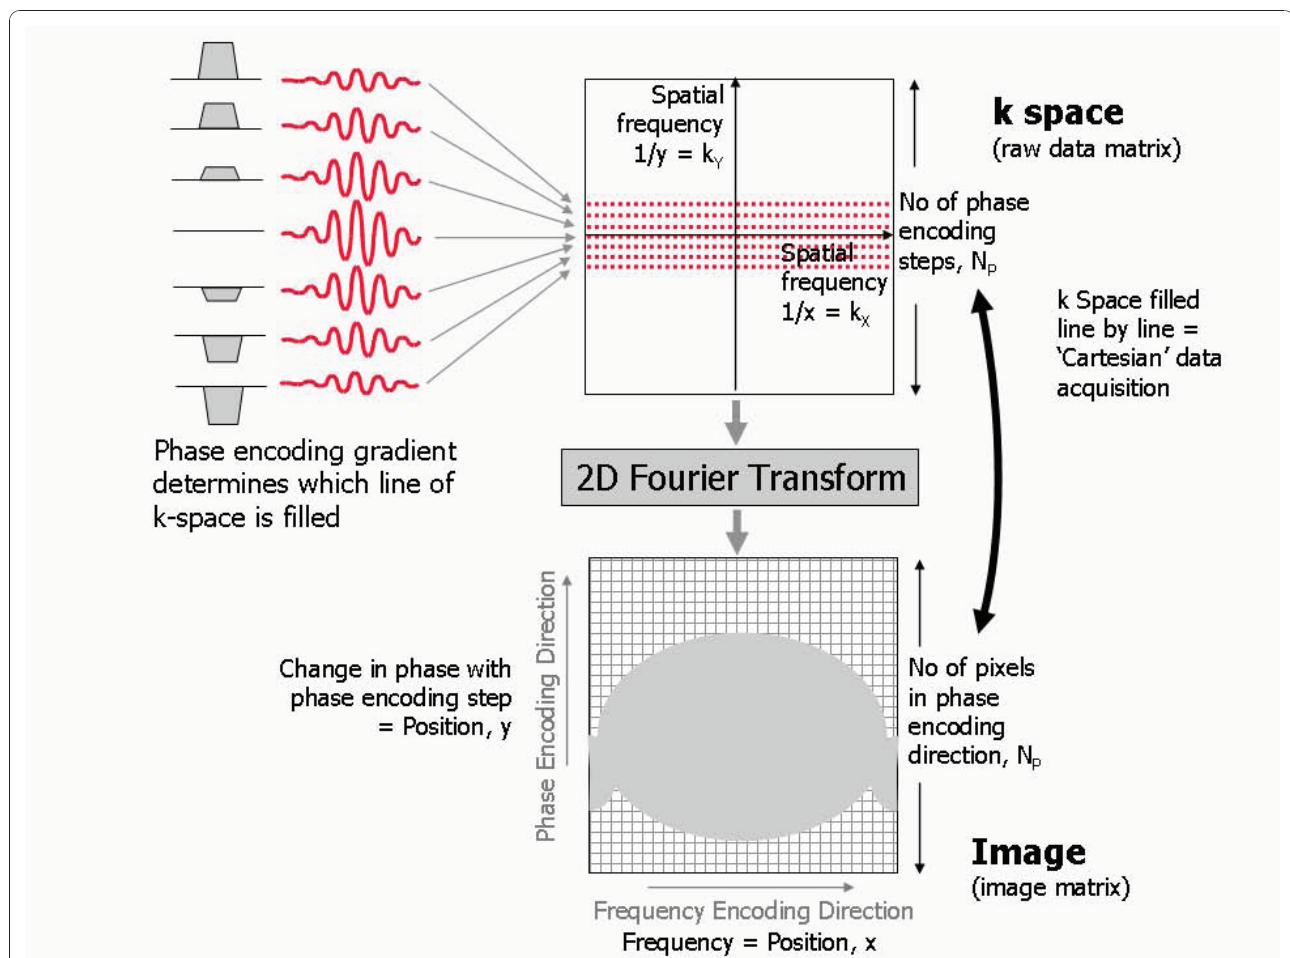 Spatial
frequency
1/y = kY
k space
(raw data matrix)
No of phase
encoding
steps, NP
Spatial
frequency
1/x = kX
k Space filled
line by line =
‘Cartesian’ data
acquisition
Phase encoding gradient
determines which line of
k-space is filled
2D Fourier Transform
Phase Encoding Direction
Change in phase with
phase encoding step
= Position, y
No of pixels
in phase
encoding
direction, NP
Image
(image matrix)
Frequency Encoding Direction
Frequency = Position, x